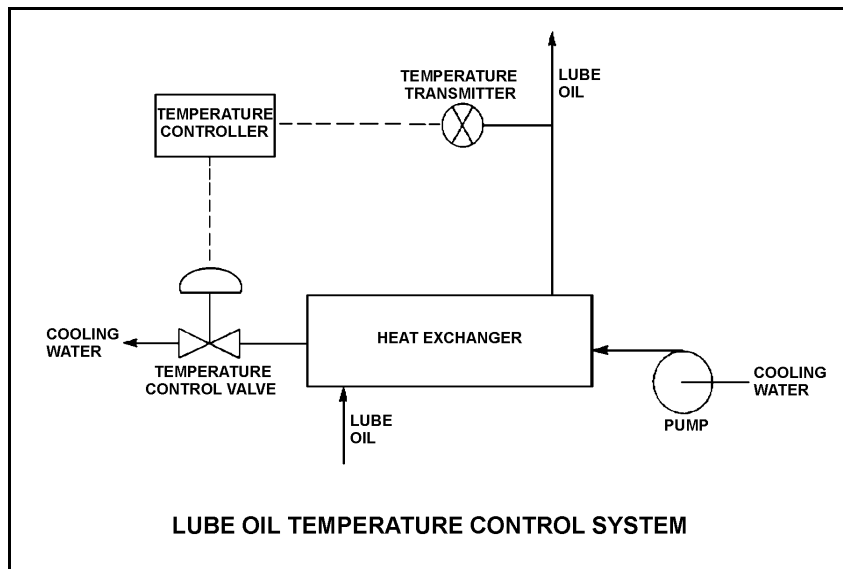 TEMPERATURE
TRANSMITTER
LUBE
OIL
TEMPERATURE
CONTROLLER
HEAT EXCHANGER
COOLING
WATER
TEMPERATURE
CONTROL VALVE
COOLING
WATER
PUMP
LUBE
OIL
LUBE OIL TEMPERATURE CONTROL SYSTEM